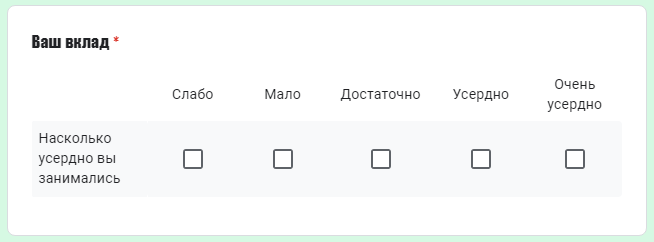 Ваш вклад *
Слабо Мало Достаточно Усердно Очень усердно
Насколько
усердно вы
занимались